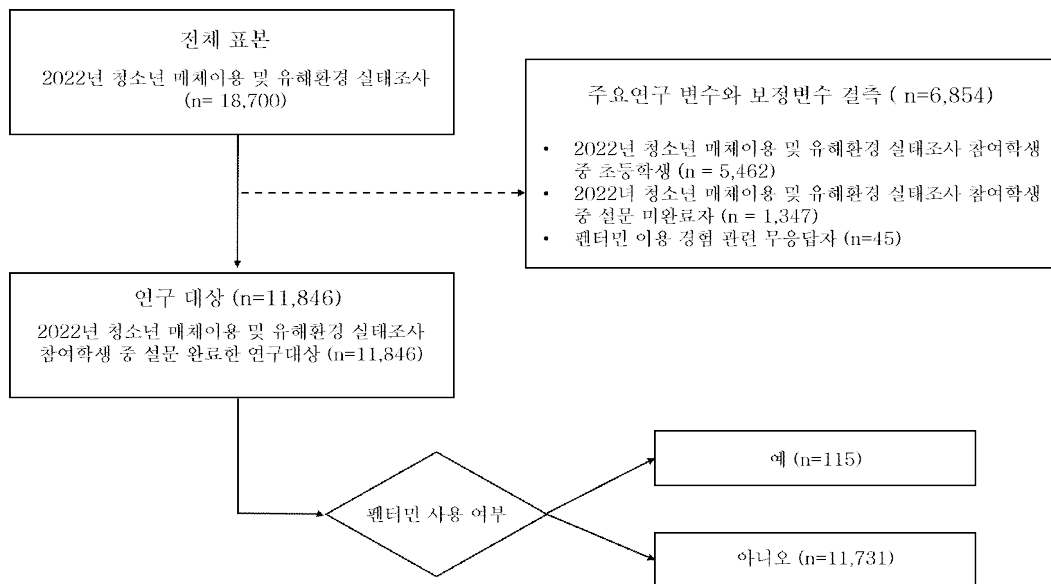 전체 표본
2022년 청소년 매체이용 및 유해환경 실태조사
(n= 18,700)
주요연구 변수와 보정변수 결측 ( n=6,854)
• 2022년 청소년 매체이용 및 유해환경 실태조사 참여학생
중 초등학생 (n = 5,462)
• 2022녀 청소년 매체이용 및 유해환경 실태조사 참여학생
중 설문 미완료자 (n = 1,347)
• 펜터민 이용 경험 관련 무응답자 (n=45)
연구 대상 (n=11,846)
2022년 청소년 매체이용 및 유해환경 실태조사
참여학생 중 설문 완료한 연구대상 (n=11,846)
예 (n=115)
펜터민 사용 여부
아니오 (n=11,731)